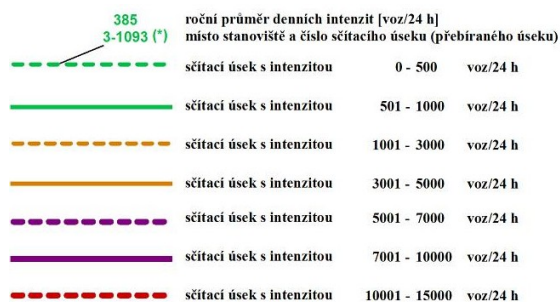 385 roční průměr denních intenzit [voz/24 h]
3-1093 (*) místo stanoviště a číslo sčítacího úseku (přebíraného úseku)
sčítací úsek s intenzitou 0 - 500 voz/24 h
sčítací úsek s intenzitou 501 - 1000 voz/24 h
sčítací úsek s intenzitou 1001 - 3000 voz/24 h
sčítací úsek s intenzitou 3001 - 5000 voz/24 h
sčítací úsek s intenzitou 5001 - 7000 voz/24 h
sčítací úsek s intenzitou 7001 - 10000 voz/24 h
sčítací úsek s intenzitou 10001 - 15000 voz/24 h